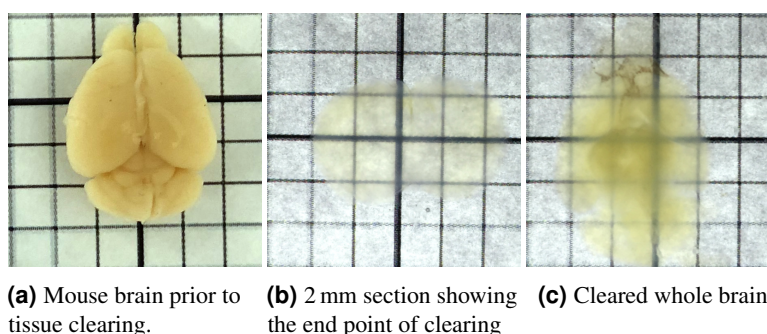 (a) Mouse brain prior to
tissue clearing.
(b) 2 mm section showing
the end point of clearing
(c) Cleared whole brain